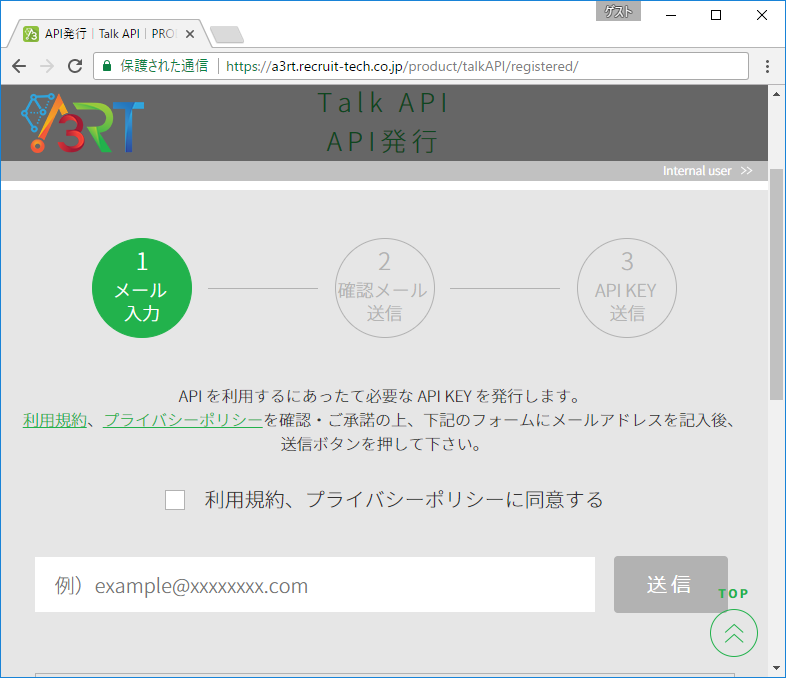 ゲスト
API発行 | Talk API | PRO
保護された通信
https://a3rt.recruit-tech.co.jp/product/talkAPI/registered/
A3RT
Talk API
API発行
Internal user >>
1
メール
入力
2
確認メール
送信
3
API KEY
送信
API を利用するにあったて必要な API KEY を発行します。
利用規約、プライバシーポリシーを確認・ご承諾の上、下記のフォームにメールアドレスを記入後、
送信ボタンを押して下さい。
利用規約、プライバシーポリシーに同意する
例）example@xxxxxxxx.com
送信
TOP